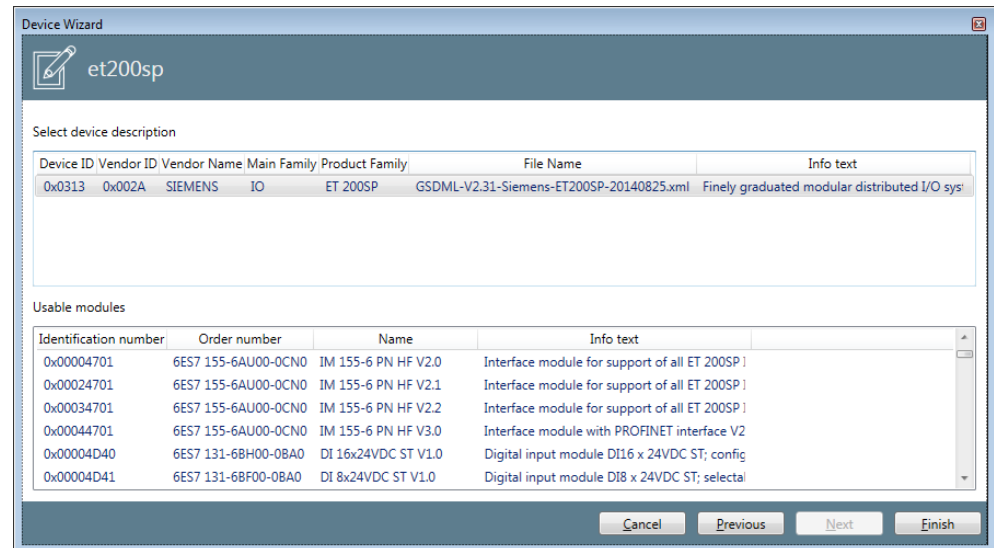 Device Wizard
et200sp
Select device description
Device ID Vendor ID Vendor Name Main Family Product Family File Name Info text
0x0313 0x002A SIEMENS IO ET 200SP GSDML-V2.31-Siemens-ET200SP-20140825.xml Finely graduated modular distributed I/O sys
Usable modules
Identification number Order number Name Info text
0x00004701 6ES7 155-6AU00-0CN0 IM 155-6 PN HF V2.0 Interface module for support of all ET 200SP
0x00024701 6ES7 155-6AU00-0CN0 IM 155-6 PN HF V2.1 Interface module for support of all ET 200SP
0x00034701 6ES7 155-6AU00-0CN0 IM 155-6 PN HF V2.2 Interface module for support of all ET 200SP
0x00044701 6ES7 155-6AU00-0CN0 IM 155-6 PN HF V3.0 Interface module with PROFINET interface V2
0x00004D40 6ES7 131-6BH00-0BA0 DI 16x24VDC ST V1.0 Digital input module DI16 x 24VDC ST; config
0x00004D41 6ES7 131-6BF00-0BA0 DI 8x24VDC ST V1.0 Digital input module DI8 x 24VDC ST; selecta
Cancel Previous Next Finish